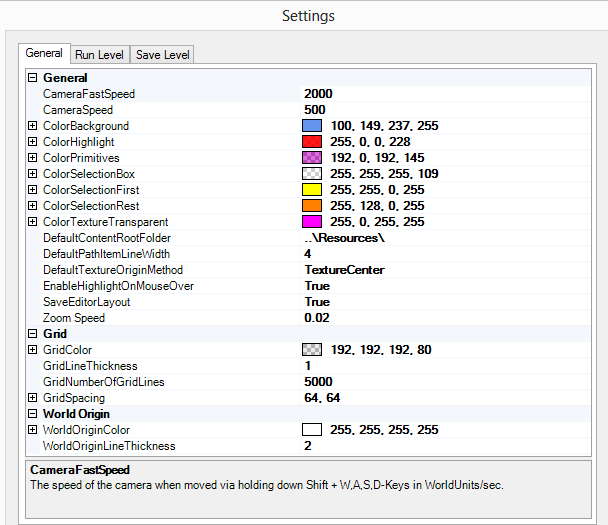 Settings
General Run Level Save Level
General
CameraFastSpeed 2000
CameraSpeed 500
ColorBackground 100, 149, 237, 255
ColorHighlight 255, 0, 0, 228
ColorPrimitives 192, 0, 192, 145
ColorSelectionBox 255, 255, 255, 109
ColorSelectionFirst 255, 255, 0, 255
ColorSelectionRest 255, 128, 0, 255
ColorTextureTransparent 255, 0, 255, 255
DefaultContentRootFolder ..\Resources\
DefaultPathItemLineWidth 4
DefaultTextureOriginMethod TextureCenter
EnableHighlightOnMouseOver True
SaveEditorLayout True
Zoom Speed 0.02
Grid
GridColor 192, 192, 192, 80
GridLineThickness 1
GridNumberOfGridLines 5000
GridSpacing 64, 64
World Origin
WorldOriginColor 255, 255, 255, 255
WorldOriginLineThickness 2
CameraFastSpeed
The speed of the camera when moved via holding down Shift + W,A,S,D-Keys in WorldUnits/sec.